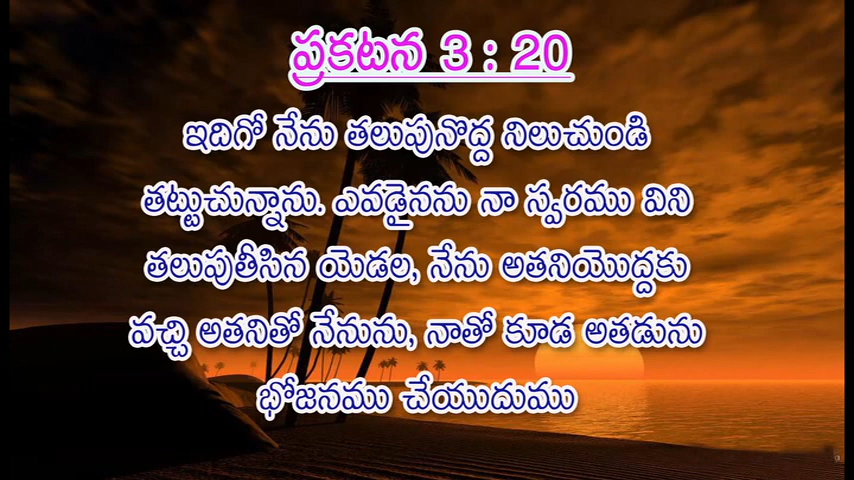 ప్రకటన 3 : 20
ఇదిగో నేను తలుపునొద్ద నిలుచుండి
తట్టుచున్నాను. ఎవడైనను నా స్వరము విని
తలుపుతీసిన యెడల, నేను అతనియొద్దకు
వచ్చి అతనితో నేనును, నాతో కూడ అతడును
భోజనము చేయుదుము